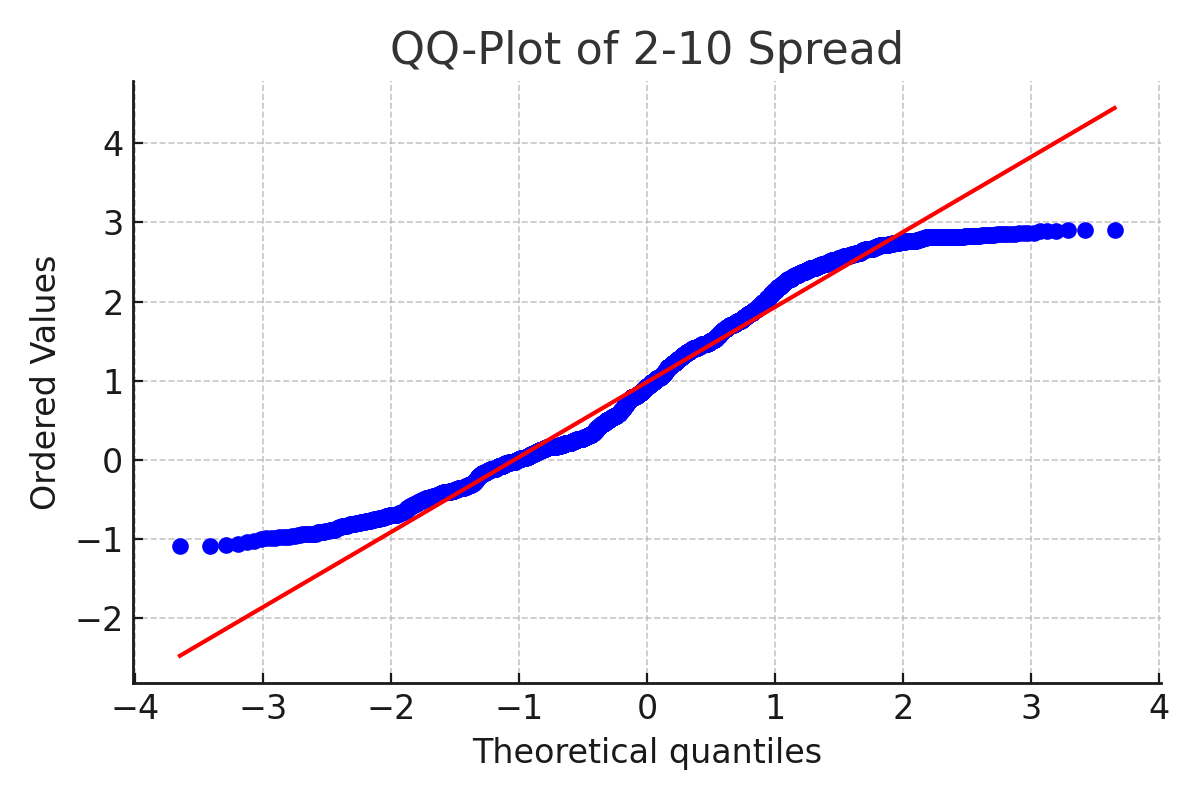 QQ-Plot of 2-10 Spread
Ordered Values
4
3
2
1
0
−1
−2
−4 −3 −2 −1 0 1 2 3 4
Theoretical quantiles